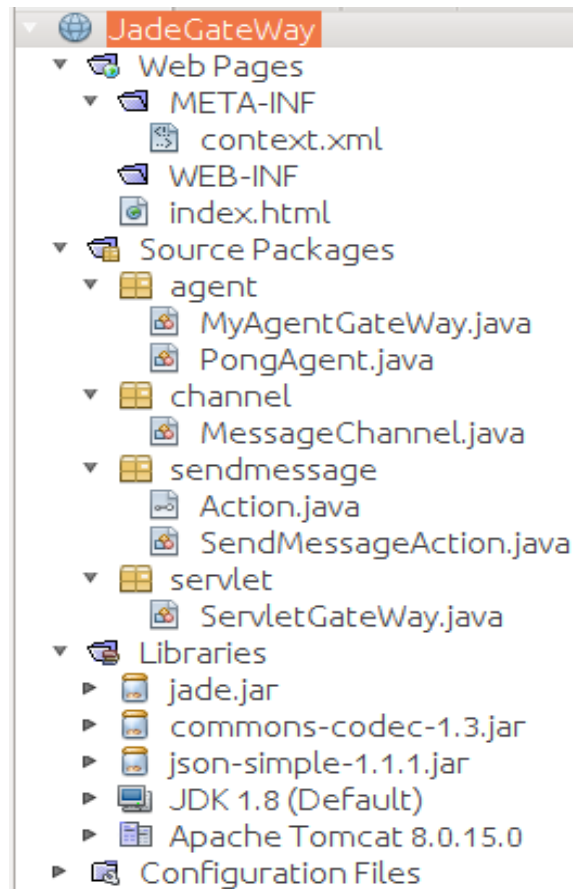 JadeGateWay
Web Pages
META-INF
context.xml
WEB-INF
index.html
Source Packages
agent
MyAgentGateWay.java
PongAgent.java
channel
MessageChannel.java
sendmessage
Action.java
SendMessageAction.java
servlet
ServletGateWay.java
Libraries
jade.jar
commons-codec-1.3.jar
json-simple-1.1.1.jar
JDK 1.8 (Default)
Apache Tomcat 8.0.15.0
Configuration Files